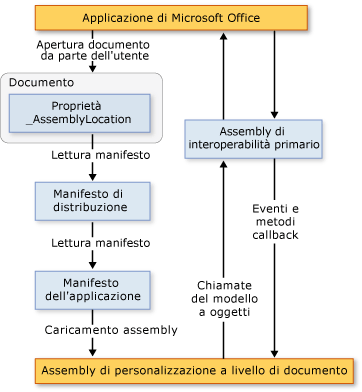 Applicazione di Microsoft Office
Apertura documento
da parte dell'utente
Documento
Proprietà
_AssemblyLocation
Lettura manifesto
Manifesto di
distribuzione
Lettura manifesto
Manifesto
dell'applicazione
Caricamento assembly
Assembly di
interoperabilità primario
Eventi e
metodi
callback
Chiamate
del modello
a oggetti
Assembly di personalizzazione a livello di documento